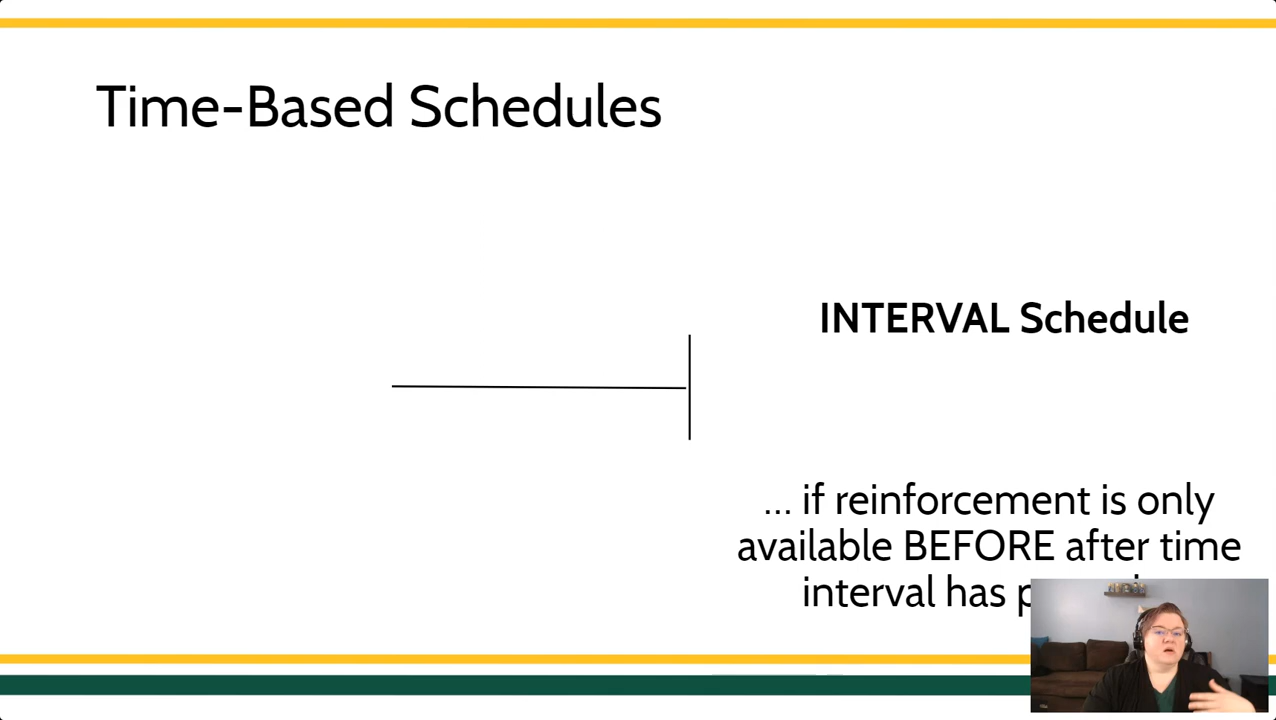 Time-Based Schedules
INTERVAL Schedule
... if reinforcement is only
available BEFORE after time
interval has